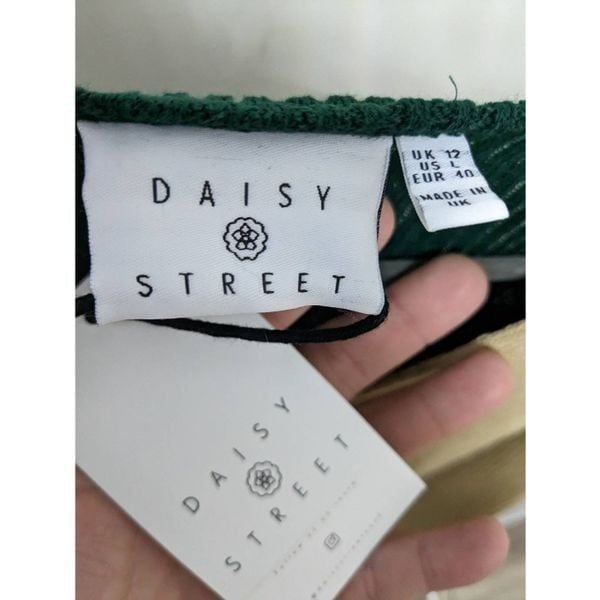 DAISY
STREET
UK 12
US L
EUR 40
MADE IN
UK
DAISY
STREET